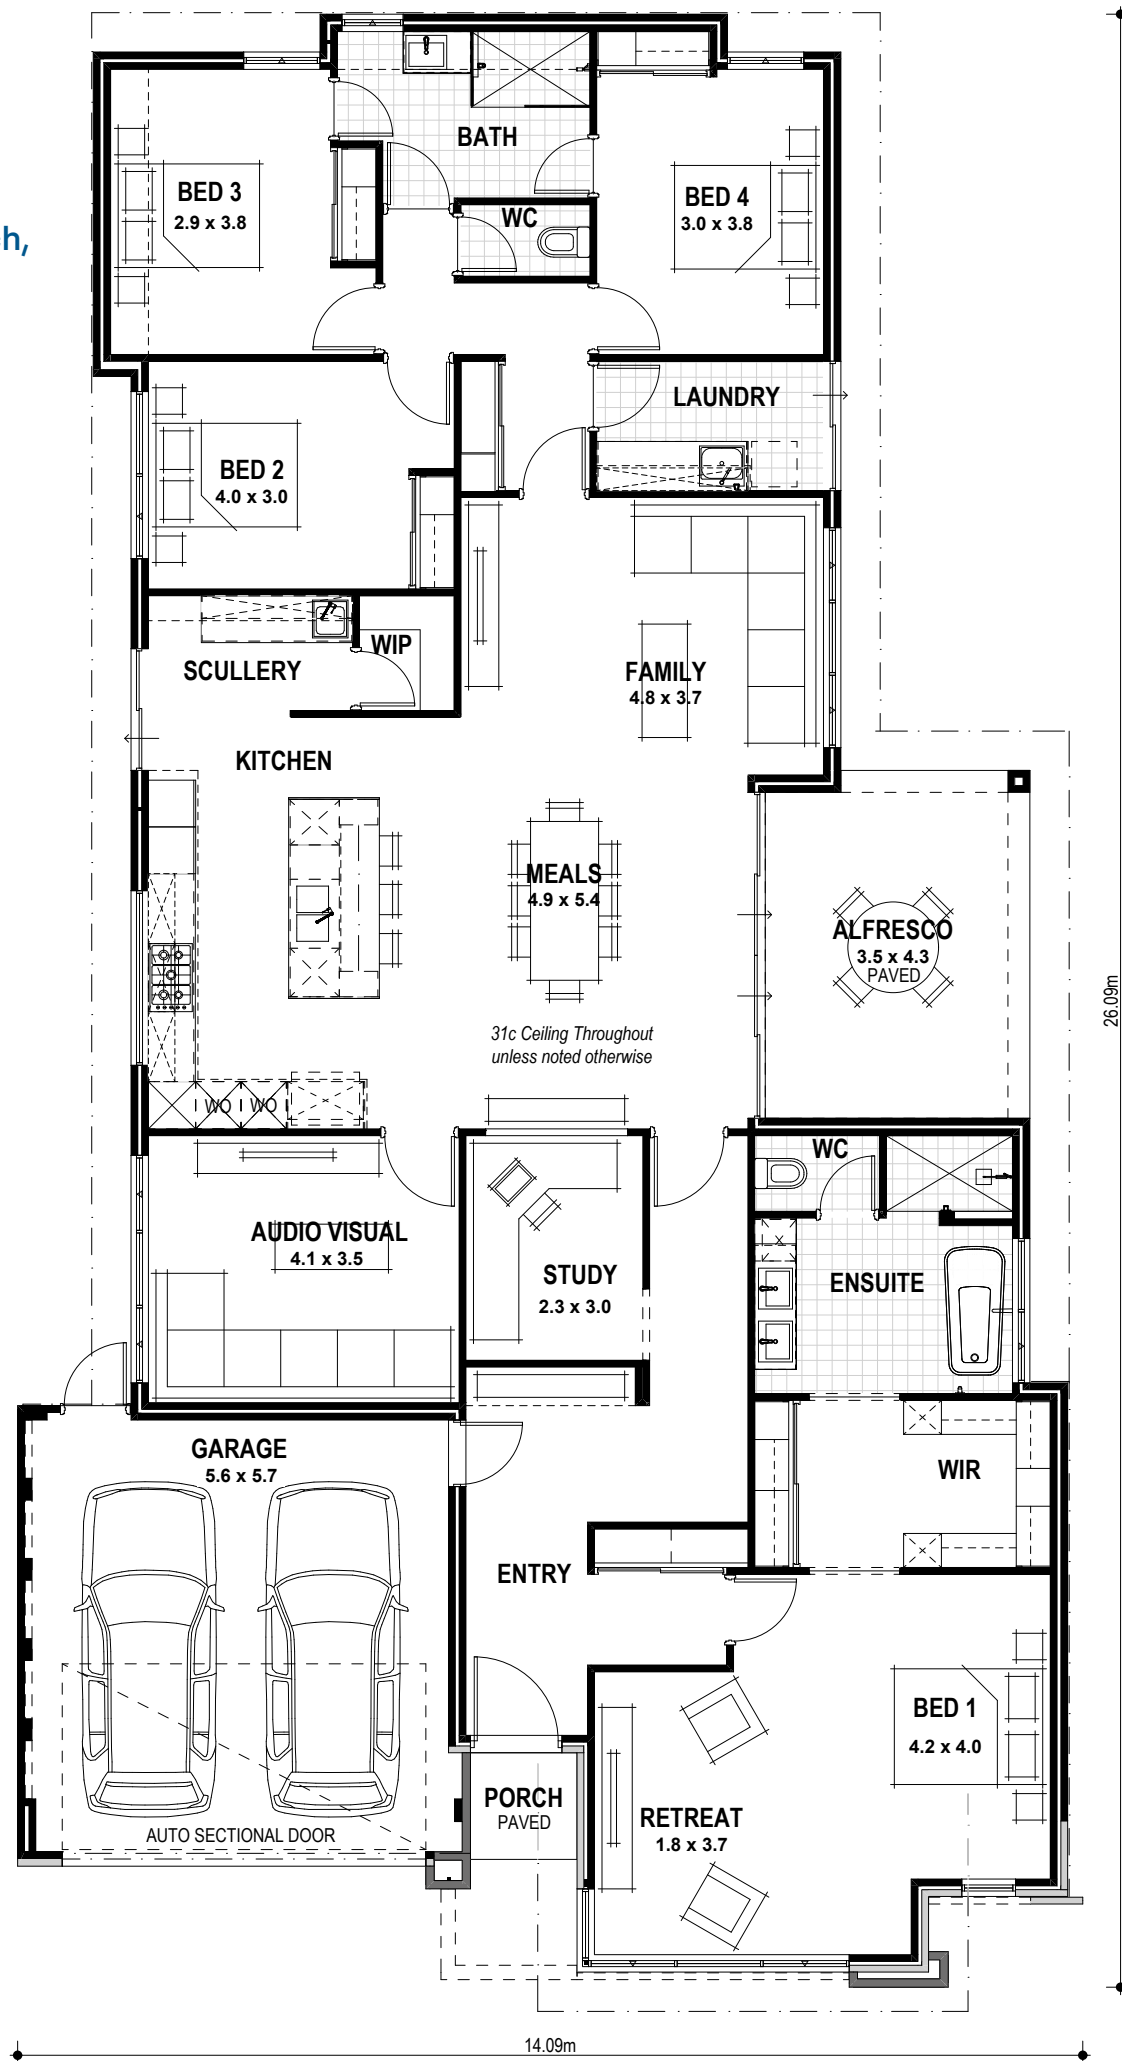 h,
BATH
BED 3
2.9 x 3.8
BED 4
3.0 x 3.8
WC
LAUNDRY
BED 2
4.0 x 3.0
WIP
SCULLERY
FAMILY
4.8 x 3.7
KITCHEN
MEALS
4.9 x 5.4
ALFRESCO
3.5 x 4.3
PAVED
26.09m
31c Ceiling Throughout
unless noted otherwise
WO WO
WC
AUDIO VISUAL
4.1 x 3.5
STUDY
2.3 x 3.0
ENSUITE
GARAGE
5.6 x 5.7
WIR
ENTRY
BED 1
4.2 x 4.0
PORCH
PAVED
RETREAT
1.8 x 3.7
AUTO SECTIONAL DOOR
14.09m